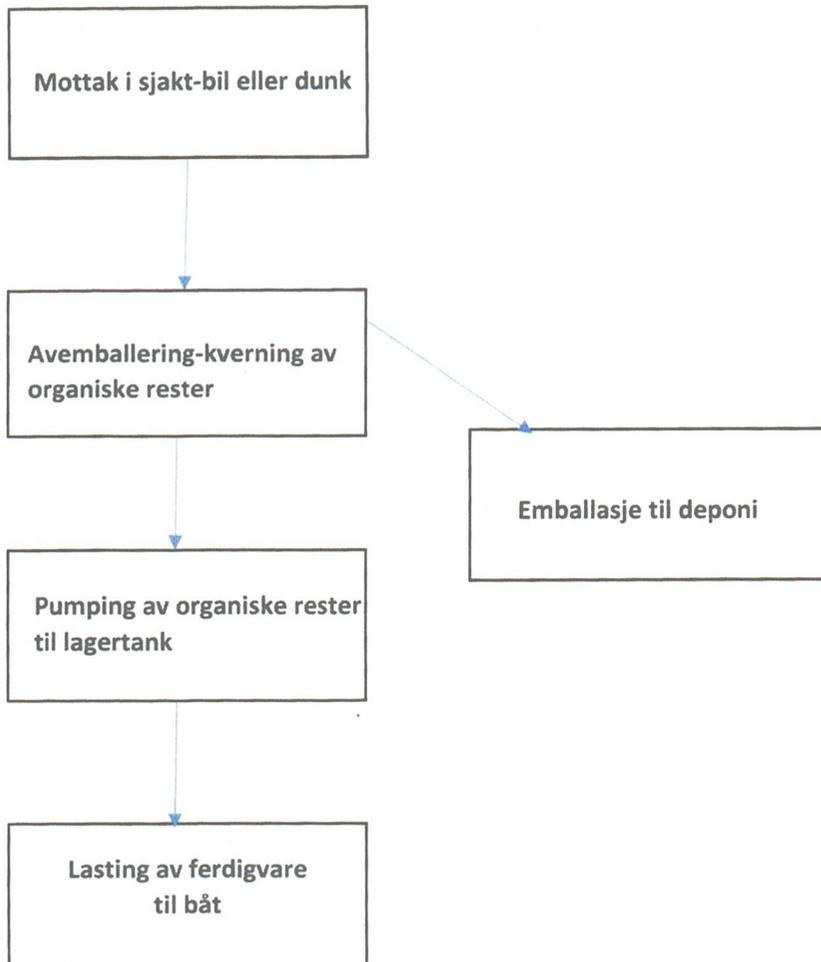 Mottak i sjakt-bil eller dunk
Avemballering-kverning av
organiske rester
Emballasje til deponi
Pumping av organiske rester
til lagertank
Lasting av ferdigvare
til båt